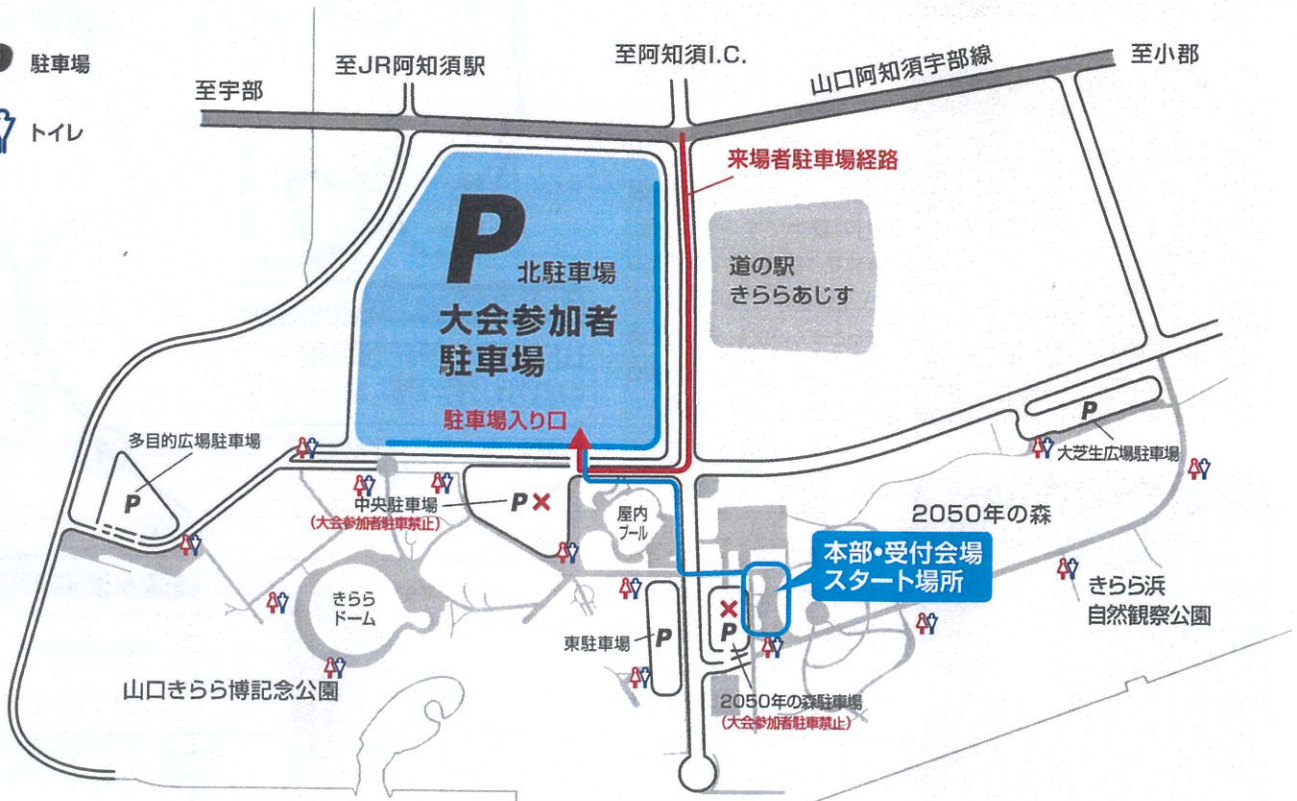 駐車場
トイレ
至宇部
至JR阿知須駅
至阿知須I.C.
山口阿知須宇部線
至小郡
来場者駐車場経路
P
北駐車場
大会参加者
駐車場
駐車場入り口
道の駅
きららあじす
多目的広場駐車場
P
中央駐車場
(大会参加者駐車禁止)
P
屋内
プール
P
大芝生広場駐車場
2050年の森
本部・受付会場
スタート場所
きらら浜
自然観察公園
きらら
ドーム
東駐車場
P
P
山口きらら博記念公園
2050年の森駐車場
(大会参加者駐車禁止)